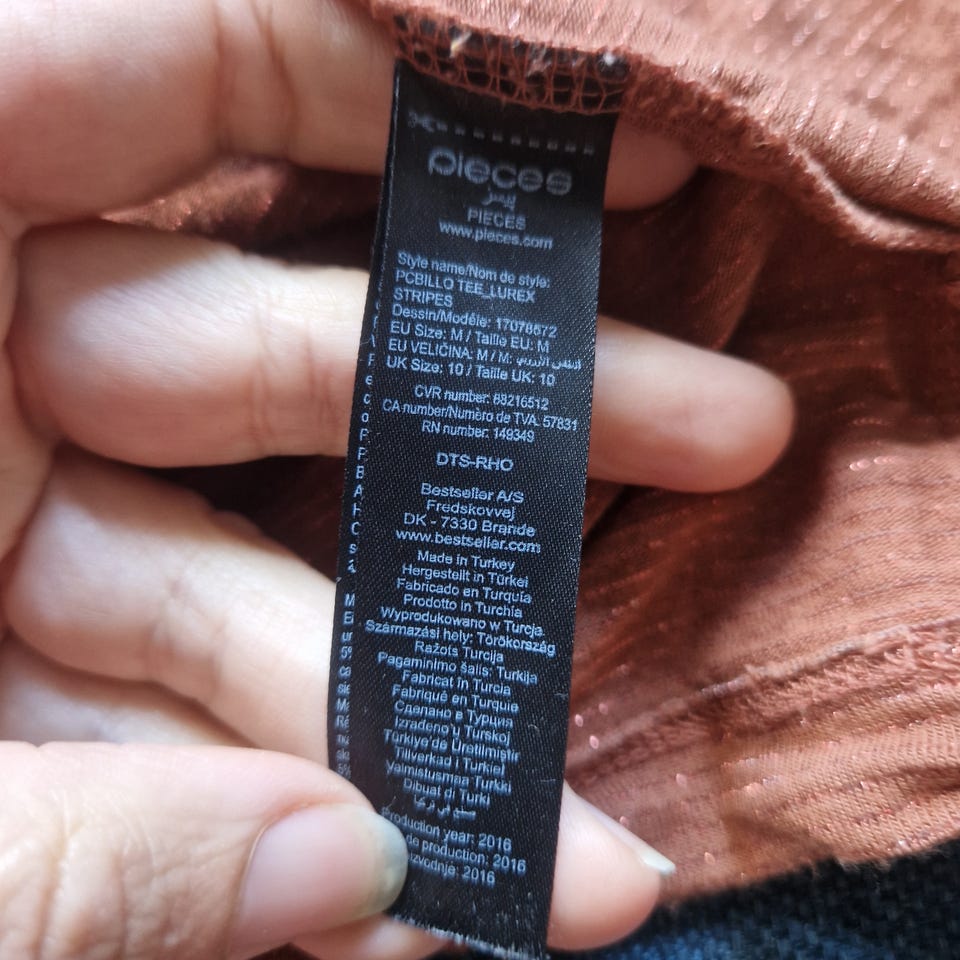 pieces
بيسز
PIECES
www.pieces.com
Style name/Nom de style:
PCBILLO TEE_LUREX
STRIPES
Dessin/Modéle: 17078672
EU Size: M / Taille EU: M
EU VELIČINA: M / M:
UK Size: 10 / Taille UK: 10
CVR number: 88216512
CA number/Numéro de TVA. 57831
RN number: 149349
DTS-RHO
Bestseller A/S
Fredskovvej
DK - 7330 Brande
www.bestseller.com
Made in Turkey
Hergestellt in Türkei
Fabricado en Turquía
Prodotto in Turchia
Wyprodukowano w Turcje
Származási hely: Törökország
Ražots Turcija
Pagaminimo šalis: Turkija
Fabricat în Turcia
Fabriqué en Turquie
Сделано в Турции
Izradeno u Turskoj
Türkiye'de Üretilmiştir
Tillverkad i Turkiet
Valmistusmaa Turkki
Dibuat di Turki
Production year: 2016
de production: 2016
2016